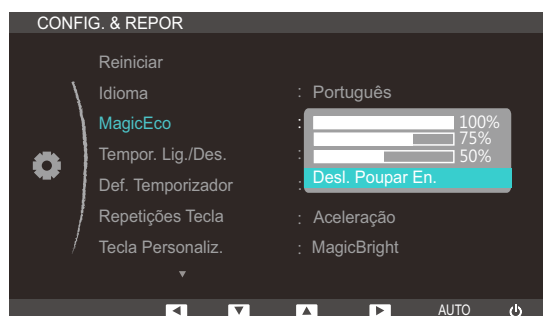 CONFIG. & REPOR
Reiniciar
Idioma : Português
MagicEco : 100%
75%
50%
Tempor. Lig./Des. :
Def. Temporizador : Desl. Poupar En.
Repetições Tecla : Aceleração
Tecla Personaliz. : MagicBright
AUTO